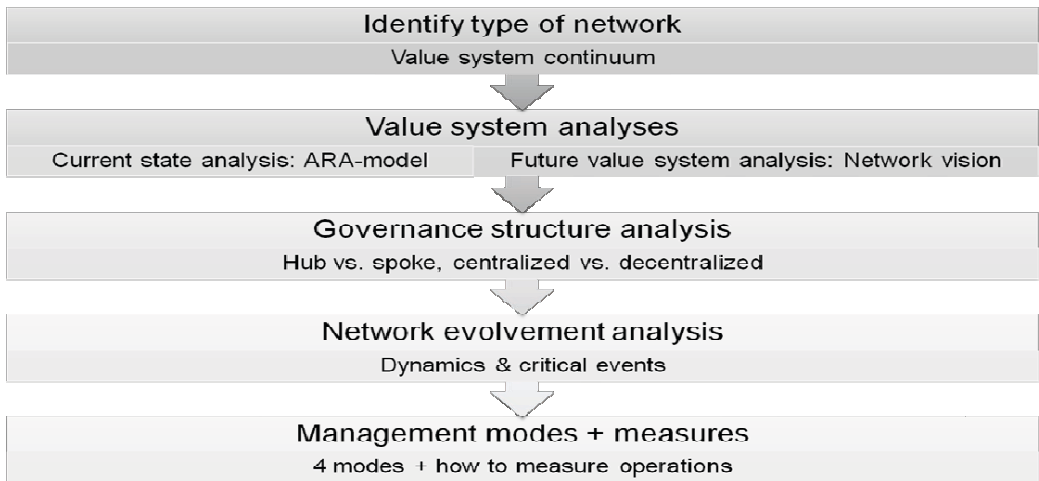 Identify type of network
Value system continuum
Value system analyses
Current state analysis: ARA-model
Future value system analysis: Network vision
Governance structure analysis
Hub vs. spoke, centralized vs. decentralized
Network evolvement analysis
Dynamics & critical events
Management modes + measures
4 modes + how to measure operations